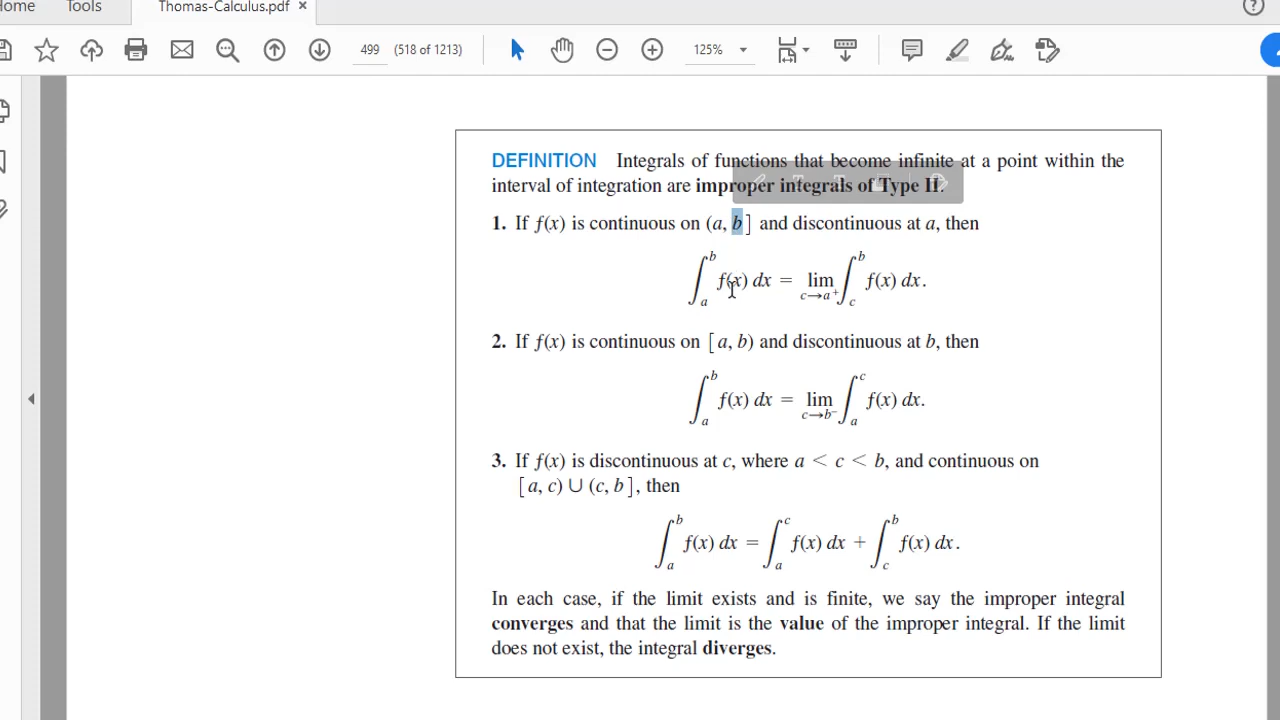 Home Tools Thomas-Calculus.pdf ×
499 (518 of 1213) 125%
DEFINITION Integrals of functions that become infinite at a point within the
interval of integration are improper integrals of Type II.
1. If f(x) is continuous on (a, b] and discontinuous at a, then
∫_a^b f(x) dx = lim_{c→a⁺} ∫_c^b f(x) dx.
2. If f(x) is continuous on [a, b) and discontinuous at b, then
∫_a^b f(x) dx = lim_{c→b⁻} ∫_a^c f(x) dx.
3. If f(x) is discontinuous at c, where a < c < b, and continuous on
[a, c) ∪ (c, b], then
∫_a^b f(x) dx = ∫_a^c f(x) dx + ∫_c^b f(x) dx.
In each case, if the limit exists and is finite, we say the improper integral
converges and that the limit is the value of the improper integral. If the limit
does not exist, the integral diverges.